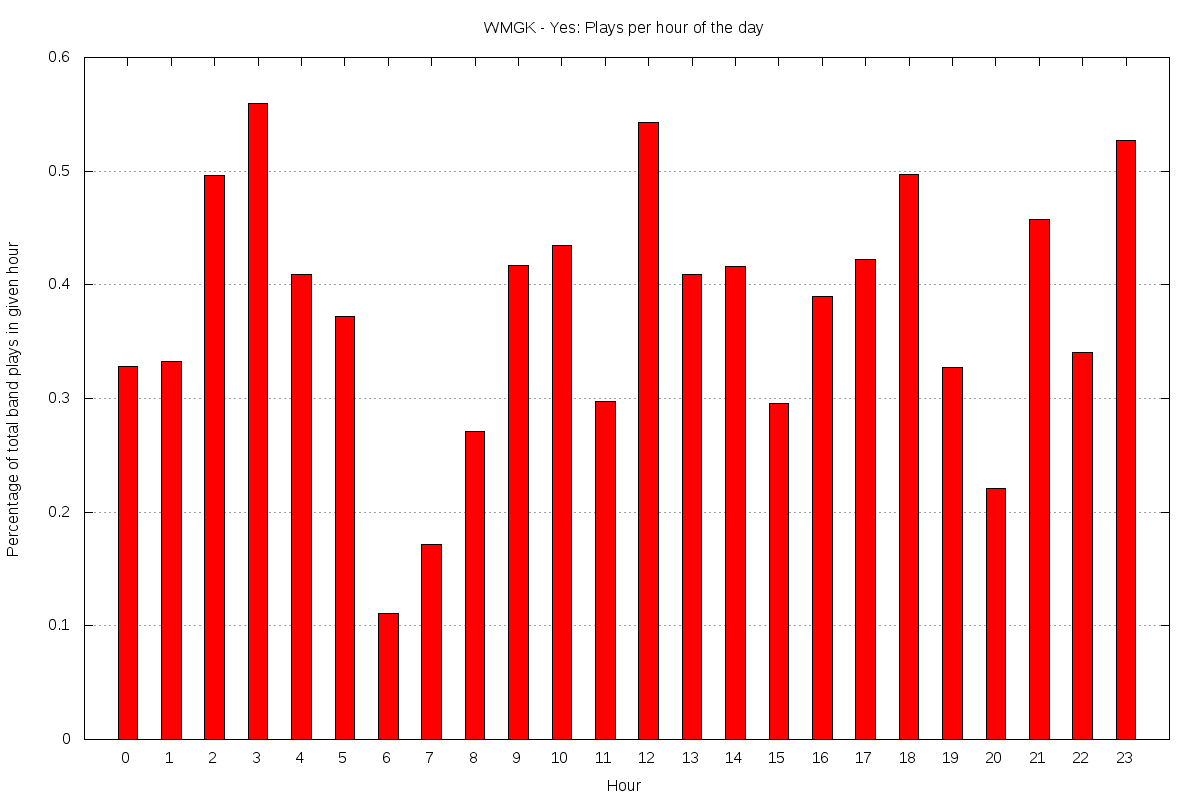 WMGK - Yes: Plays per hour of the day
Percentage of total band plays in given hour
0.6
0.5
0.4
0.3
0.2
0.1
0
0 1 2 3 4 5 6 7 8 9 10 11 12 13 14 15 16 17 18 19 20 21 22 23
Hour